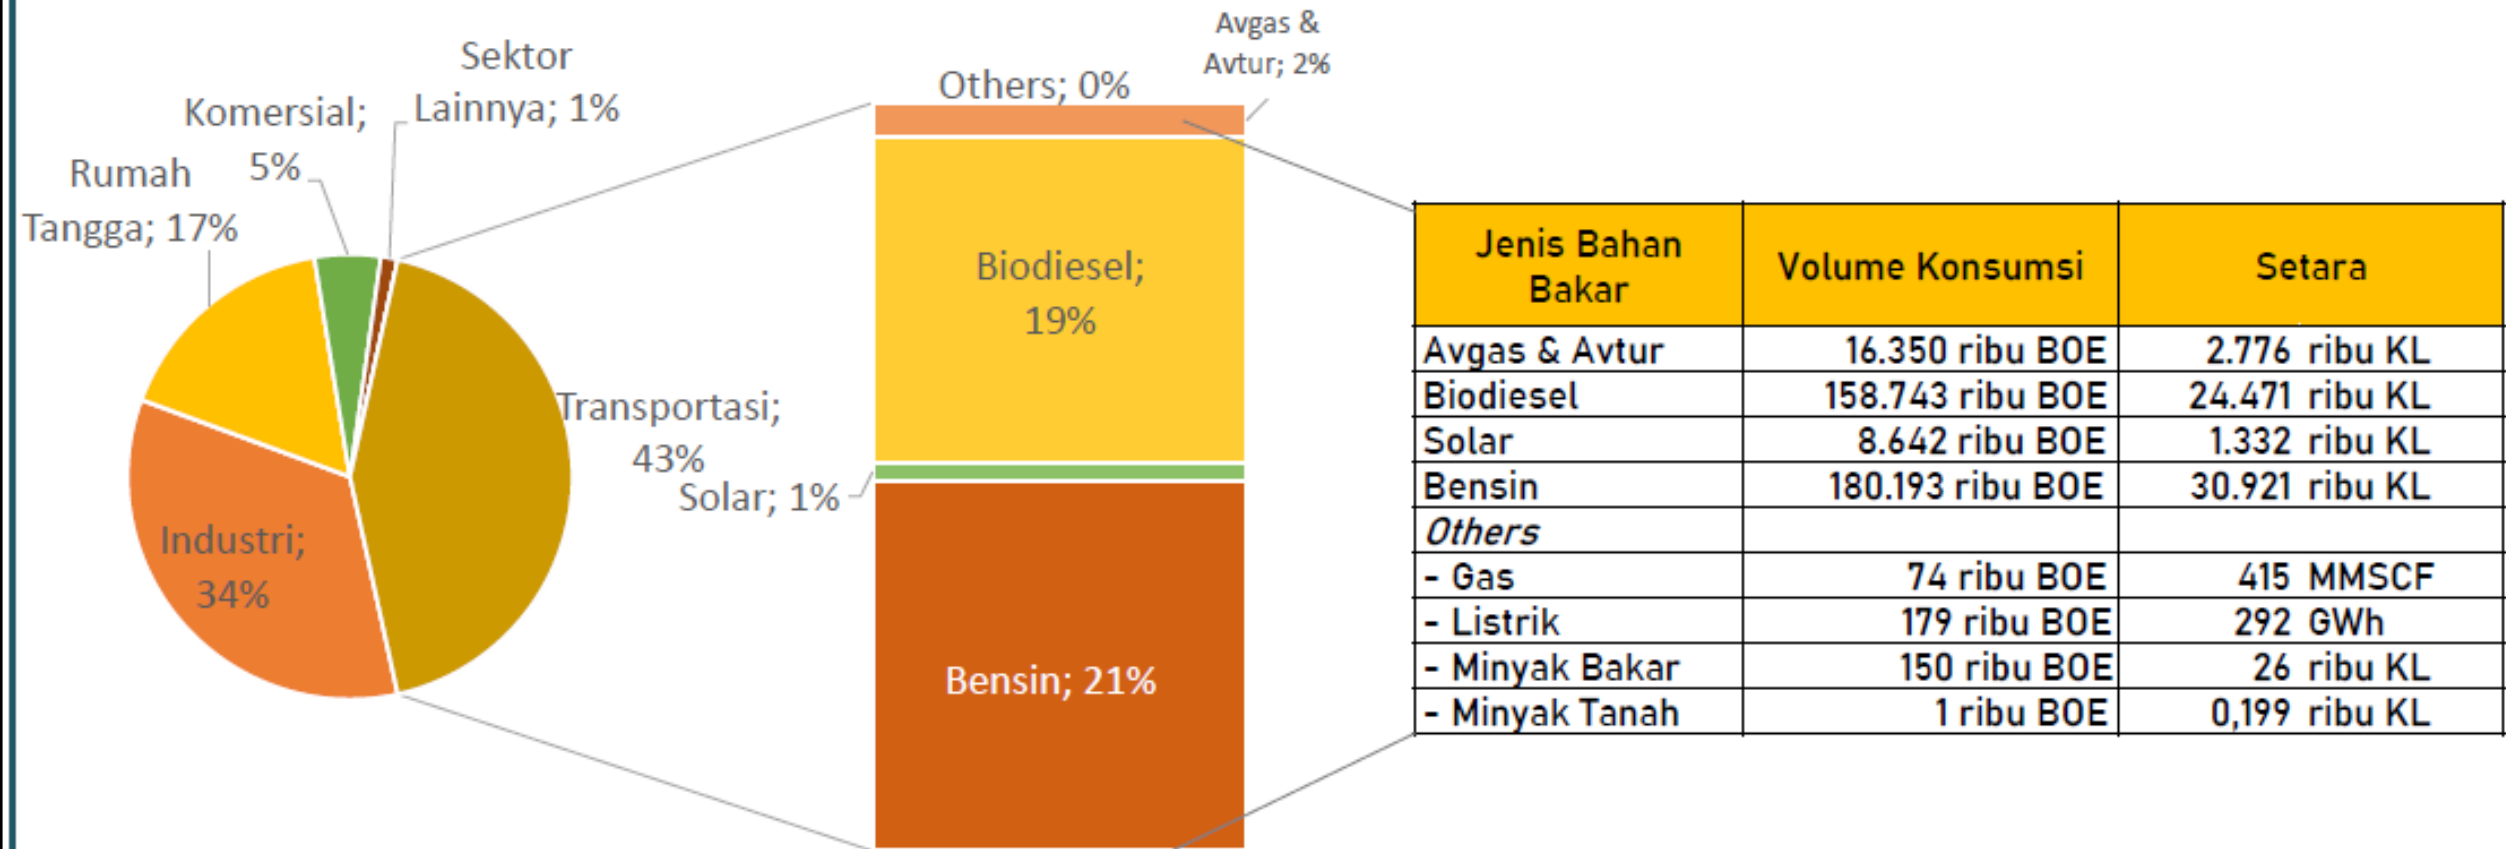 Sektor
Lainnya; 1%
Komersial;
5%
Rumah
Tangga; 17%
Transportasi;
43%
Industri;
34%
Others; 0%
Avgas &
Avtur; 2%
Biodiesel;
19%
Solar; 1%
Bensin; 21%
Jenis Bahan
Bakar
Volume Konsumsi
Setara
Avgas & Avtur 16.350 ribu BOE 2.776 ribu KL
Biodiesel 158.743 ribu BOE 24.471 ribu KL
Solar 8.642 ribu BOE 1.332 ribu KL
Bensin 180.193 ribu BOE 30.921 ribu KL
Others
- Gas 74 ribu BOE 415 MMSCF
- Listrik 179 ribu BOE 292 GWh
- Minyak Bakar 150 ribu BOE 26 ribu KL
- Minyak Tanah 1 ribu BOE 0,199 ribu KL